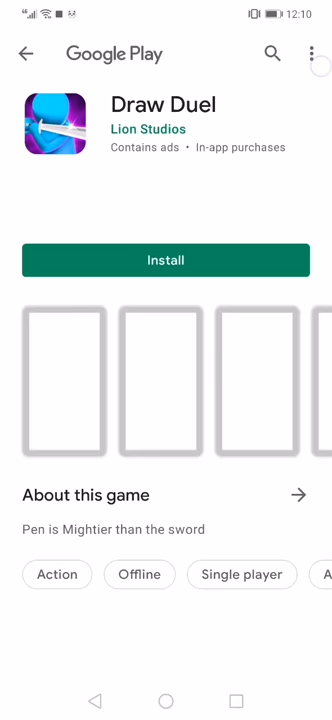 12:10
Google Play
Draw Duel
Lion Studios
Contains ads • In-app purchases
Install
About this game
Pen is Mightier than the sword
Action Offline Single player A